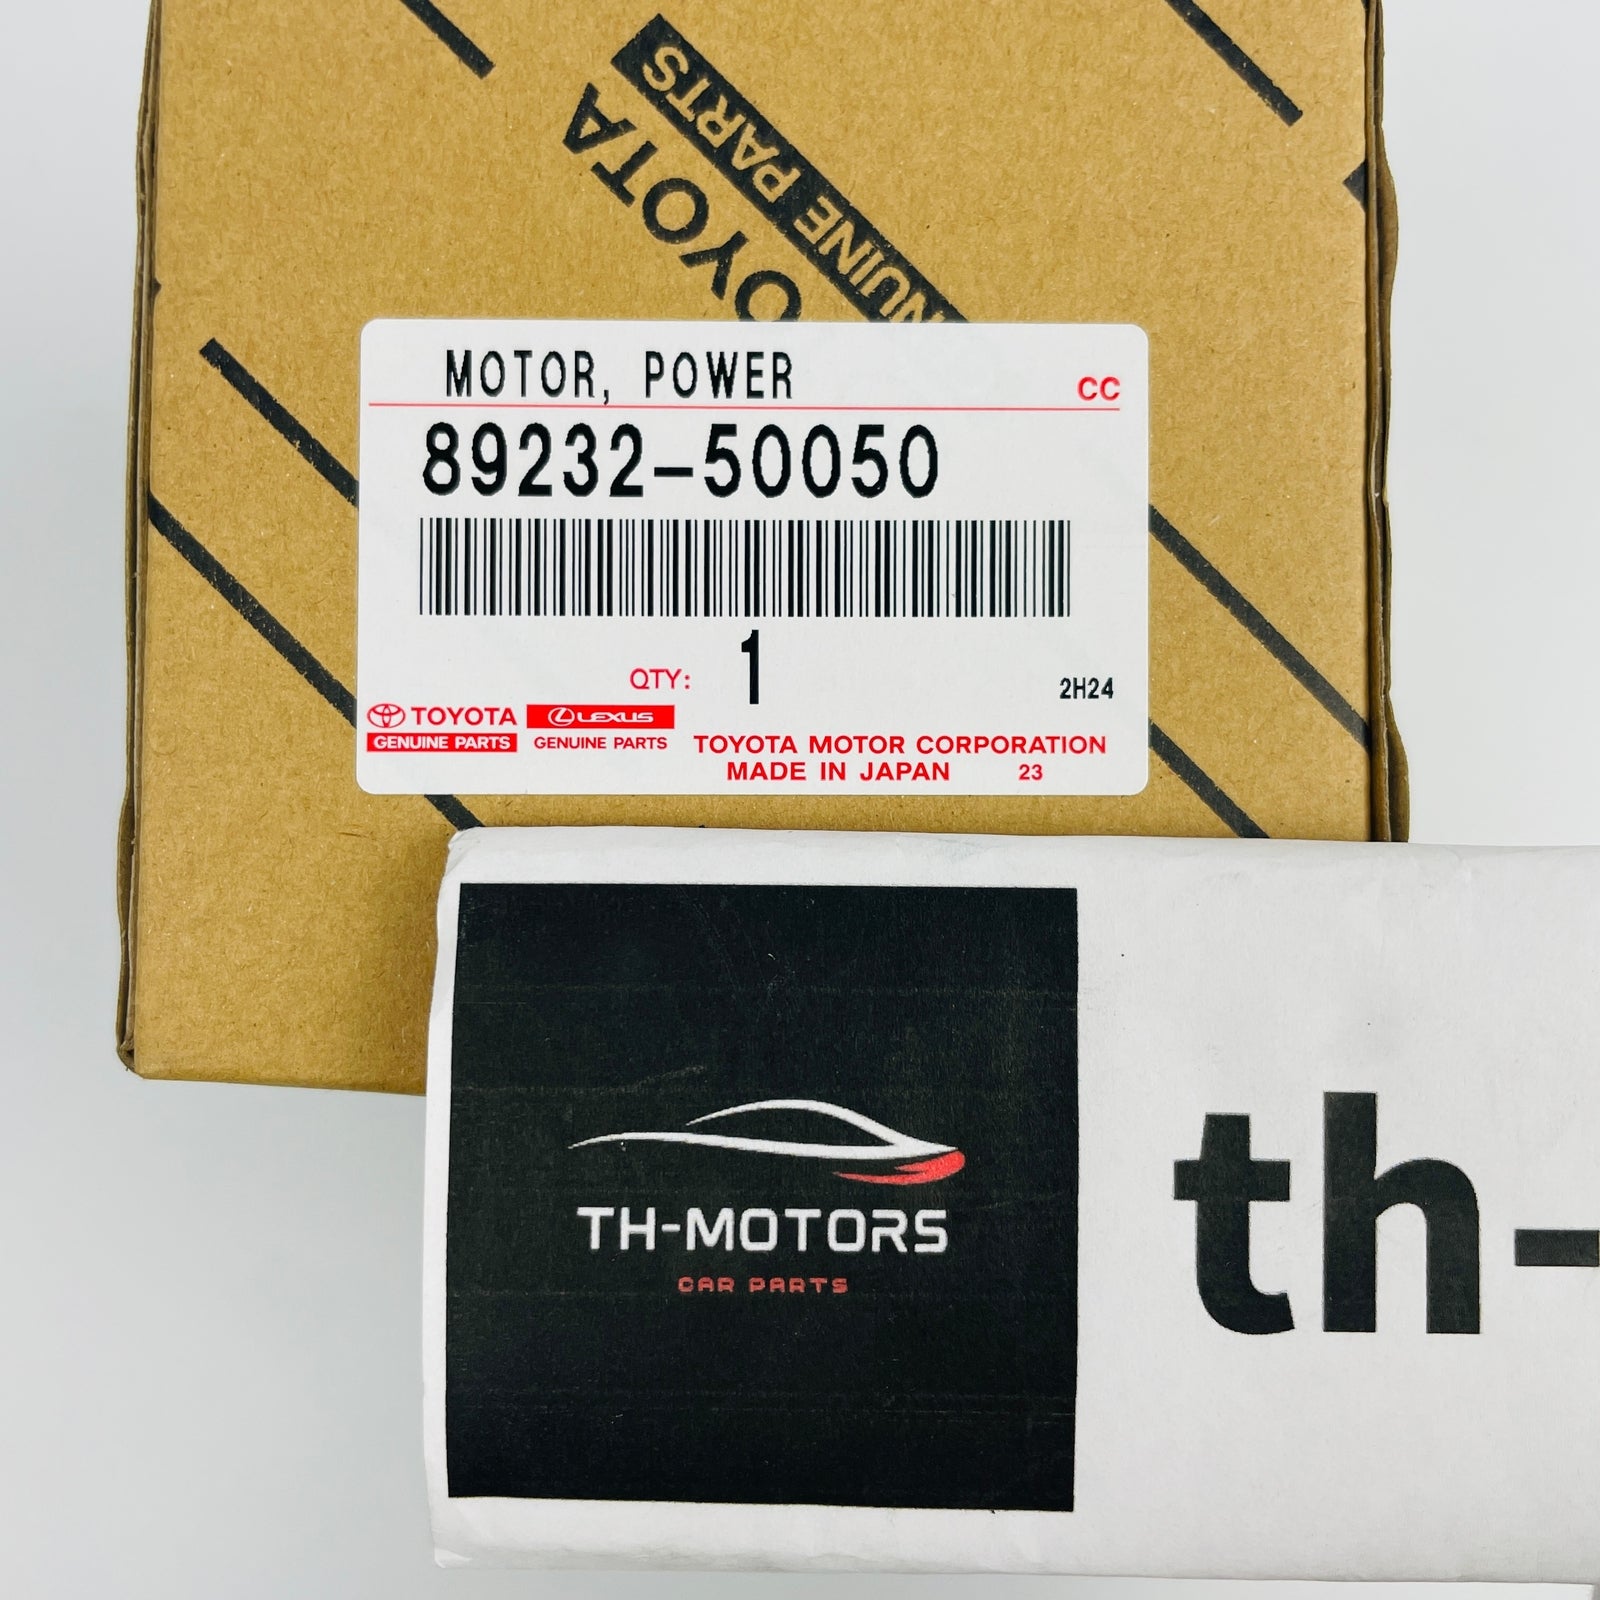 TOYOTA
GENUINE PARTS
MOTOR, POWER
CC
89232-50050
QTY: 1
2H24
TOYOTA
GENUINE PARTS
LEXUS
GENUINE PARTS
TOYOTA MOTOR CORPORATION
MADE IN JAPAN 23
TH-MOTORS
CAR PARTS
th-